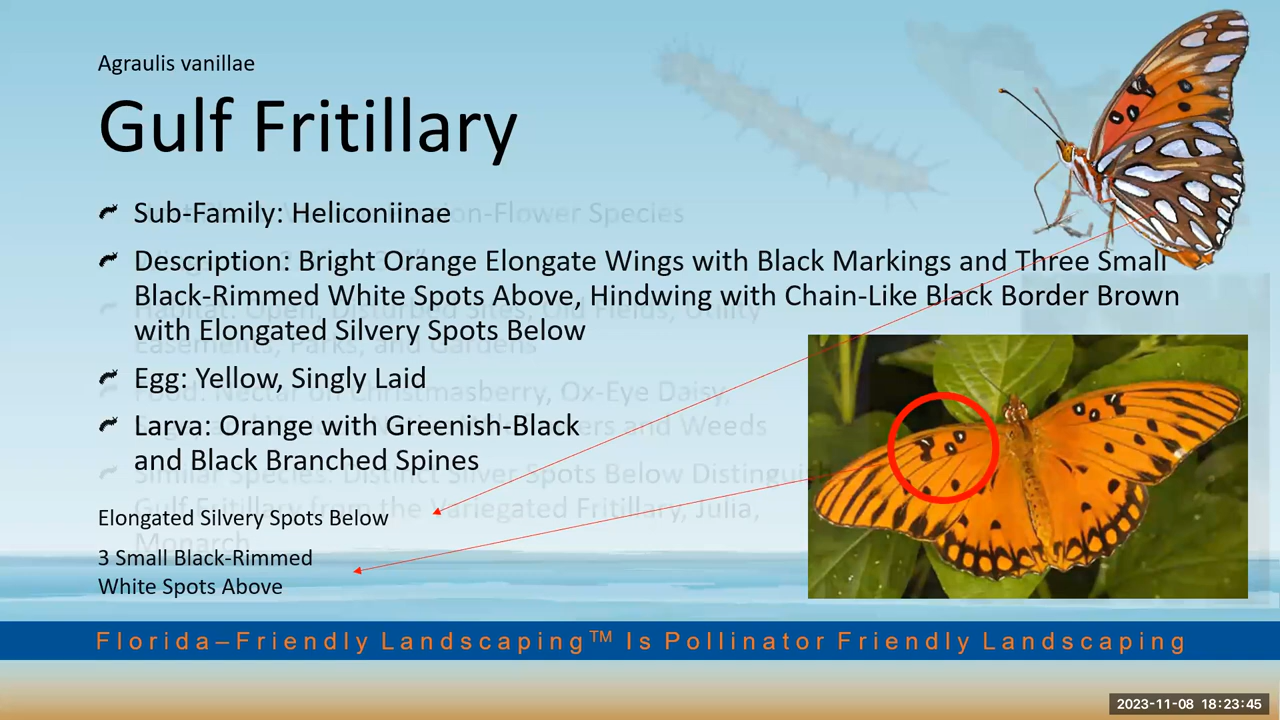 Agraulis vanillae
Gulf Fritillary
Sub-Family: Heliconiinae
Description: Bright Orange Elongate Wings with Black Markings and Three Small
Black-Rimmed White Spots Above, Hindwing with Chain-Like Black Border Brown
with Elongated Silvery Spots Below
Egg: Yellow, Singly Laid
Larva: Orange with Greenish-Black
and Black Branched Spines
Elongated Silvery Spots Below
3 Small Black-Rimmed
White Spots Above
Florida–Friendly Landscaping™ Is Pollinator Friendly Landscaping
2023-11-08 18:23:45